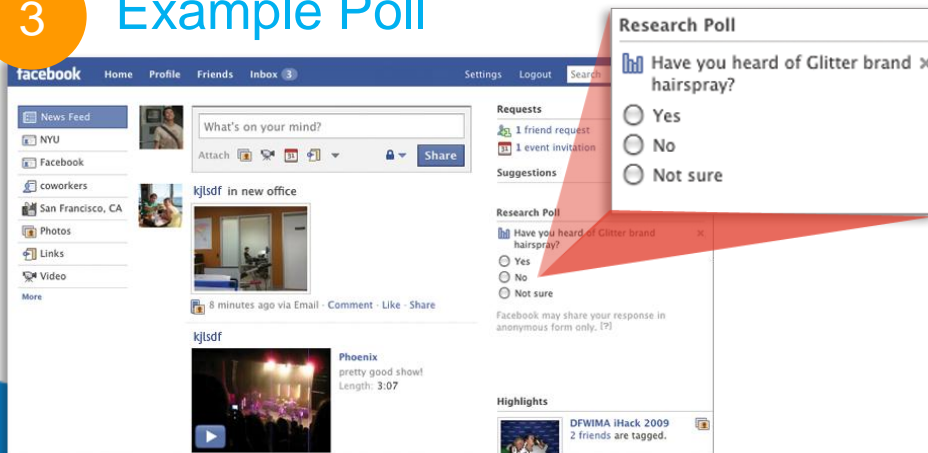 3
Example Poll
facebook Home Profile Friends Inbox 3 Settings Logout Search
News Feed
NYU
Facebook
coworkers
San Francisco, CA
Photos
Links
Video
More
What's on your mind?
Attach 31 Share
kjlsdf in new office
8 minutes ago via Email · Comment · Like · Share
kjlsdf
Phoenix
pretty good show!
Length: 3:07
Requests
1 friend request
31 1 event invitation
Suggestions
Research Poll
Have you heard of Glitter brand
hairspray?
Yes
No
Not sure
Facebook may share your response in
anonymous form only. [?]
Highlights
DFWIMA iHack 2009
2 friends are tagged.
Research Poll
Have you heard of Glitter brand
hairspray?
Yes
No
Not sure